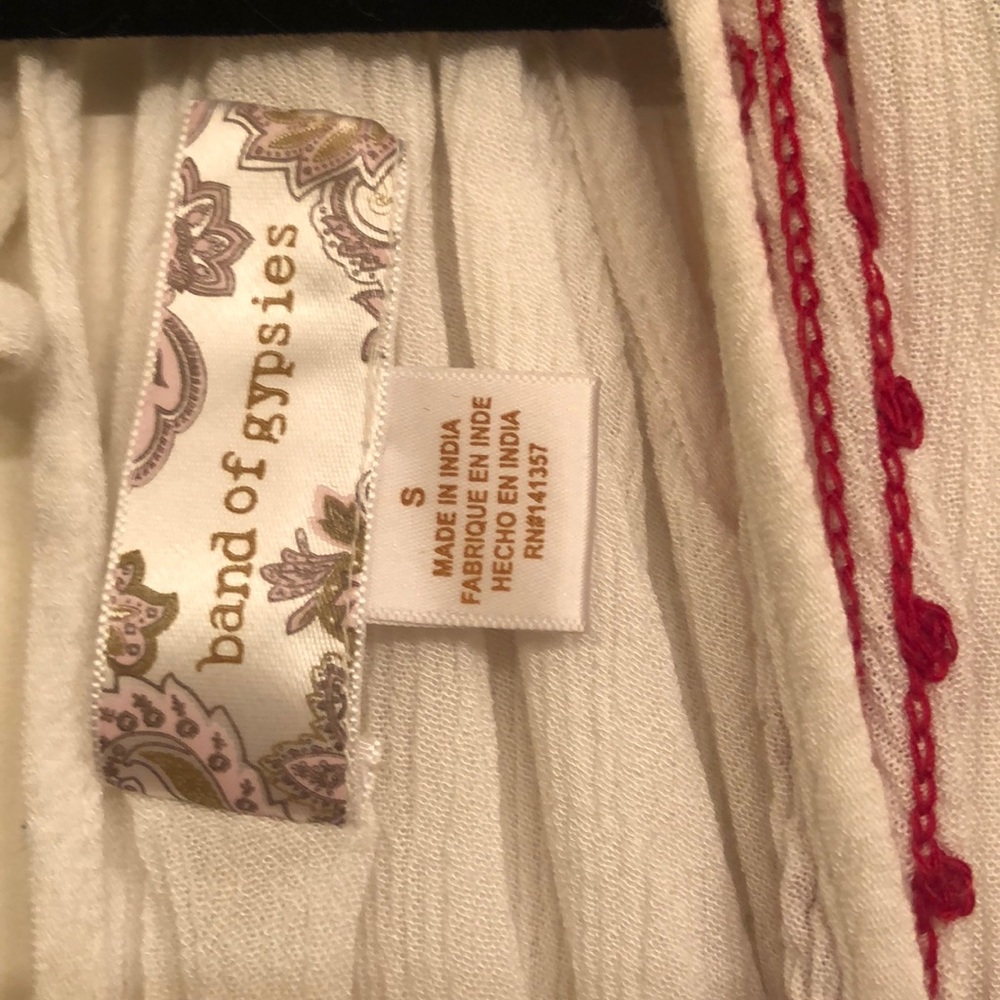 band of gypsies
S
MADE IN INDIA
FABRIQUE EN INDE
HECHO EN INDIA
RN#141357